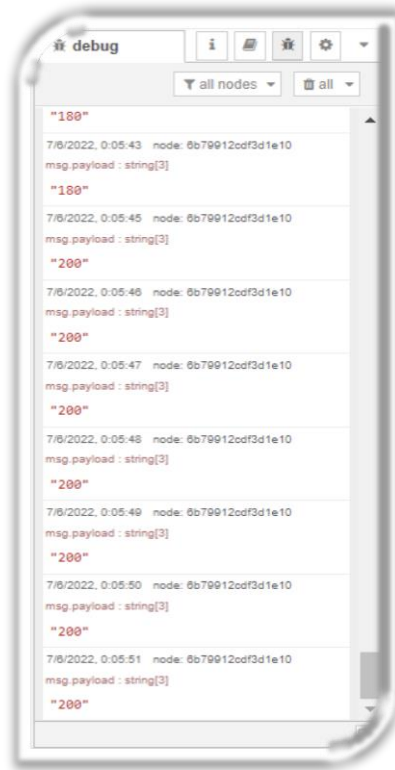 debug
i
all nodes
all
"180"
7/6/2022, 0:05:43 node: 6b79912cdf3d1e10
msg.payload : string[3]
"180"
7/6/2022, 0:05:45 node: 6b79912cdf3d1e10
msg.payload : string[3]
"200"
7/6/2022, 0:05:46 node: 6b79912cdf3d1e10
msg.payload : string[3]
"200"
7/6/2022, 0:05:47 node: 6b79912cdf3d1e10
msg.payload : string[3]
"200"
7/6/2022, 0:05:48 node: 6b79912cdf3d1e10
msg.payload : string[3]
"200"
7/6/2022, 0:05:49 node: 6b79912cdf3d1e10
msg.payload : string[3]
"200"
7/6/2022, 0:05:50 node: 6b79912cdf3d1e10
msg.payload : string[3]
"200"
7/6/2022, 0:05:51 node: 6b79912cdf3d1e10
msg.payload : string[3]
"200"